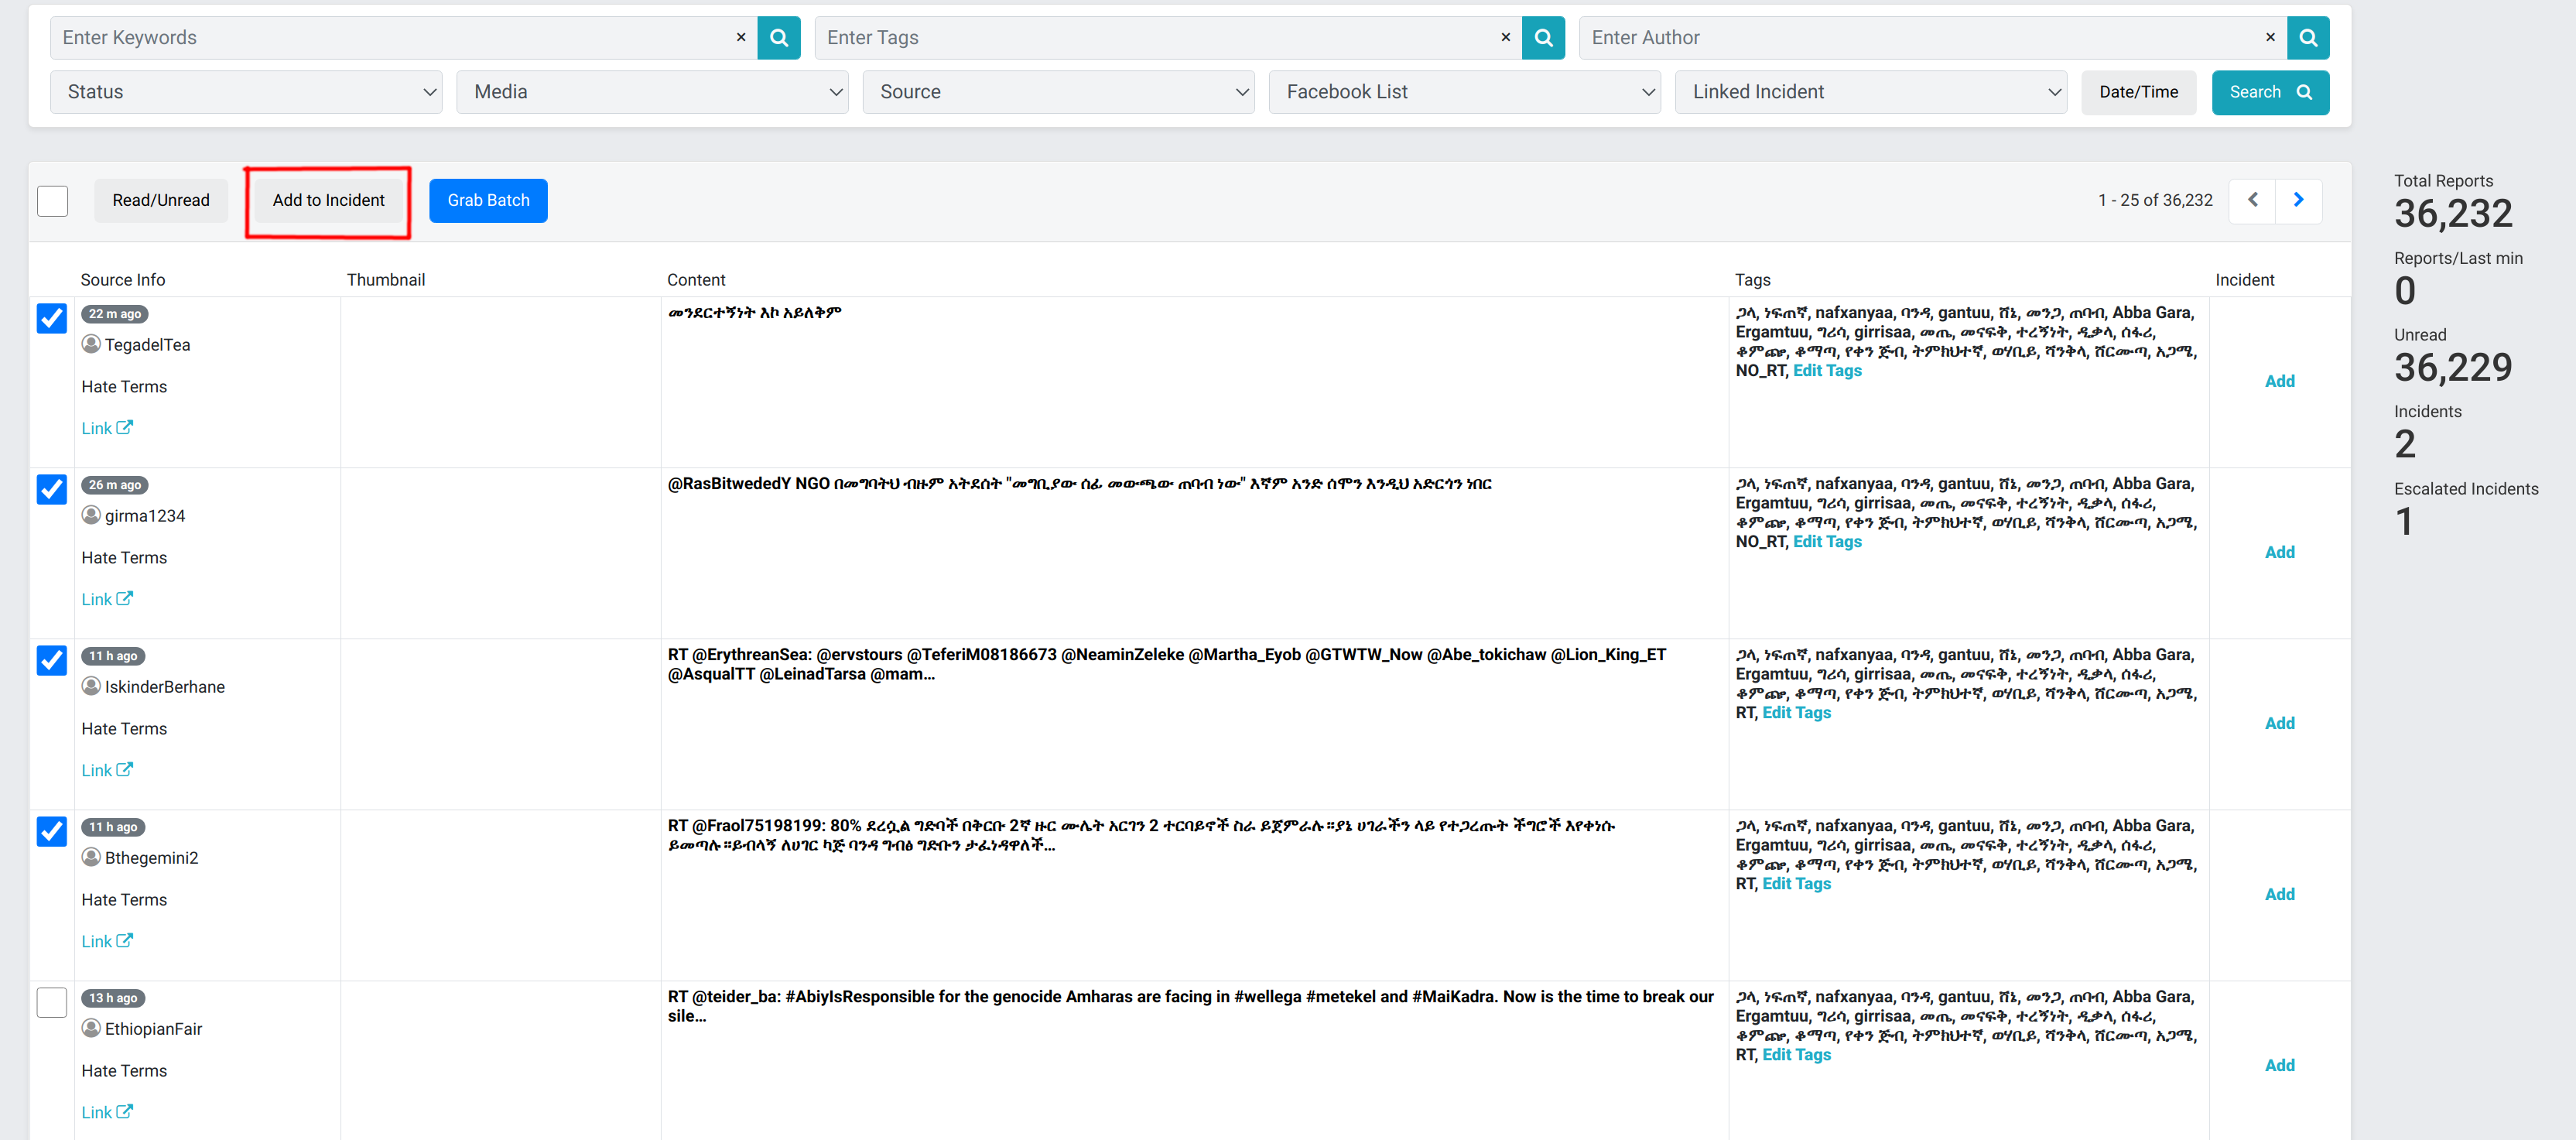 Enter Keywords × Enter Tags × Enter Author ×
Status Media Source Facebook List Linked Incident Date/Time Search
Read/Unread Add to Incident Grab Batch 1 - 25 of 36,232
Total Reports
36,232
Reports/Last min
0
Unread
36,229
Incidents
2
Escalated Incidents
1
Source Info Thumbnail Content Tags Incident
22 m ago
TegadelTea
Hate Terms
Link
መንደርተኝነት እኮ አይለቅም
ጋላ, ነፍጠኛ, nafxanyaa, ባንዳ, gantuu, ሸኔ, መንጋ, ጠባብ, Abba Gara,
Ergamtuu, ግሪሳ, girrisaa, መጤ, መናፍቅ, ተረኝነት, ዲቃላ, ሰፋሪ,
ቆምጬ, ቆማጣ, የቀን ጅብ, ትምክህተኛ, ወሃቢይ, ሻንቅላ, ሸርሙጣ, አጋሜ,
NO_RT, Edit Tags
Add
26 m ago
girma1234
Hate Terms
Link
@RasBitwededY NGO በመግባትህ ብዙም አትደሰት "መግቢያው ሰፊ መውጫው ጠባብ ነው" እኛም አንድ ሰሞን እንዲህ አድርጎን ነበር
ጋላ, ነፍጠኛ, nafxanyaa, ባንዳ, gantuu, ሸኔ, መንጋ, ጠባብ, Abba Gara,
Ergamtuu, ግሪሳ, girrisaa, መጤ, መናፍቅ, ተረኝነት, ዲቃላ, ሰፋሪ,
ቆምጬ, ቆማጣ, የቀን ጅብ, ትምክህተኛ, ወሃቢይ, ሻንቅላ, ሸርሙጣ, አጋሜ,
NO_RT, Edit Tags
Add
11 h ago
IskinderBerhane
Hate Terms
Link
RT @ErythreanSea: @ervstours @TeferiM08186673 @NeaminZeleke @Martha_Eyob @GTWTW_Now @Abe_tokichaw @Lion_King_ET
@AsqualTT @LeinadTarsa @mam…
ጋላ, ነፍጠኛ, nafxanyaa, ባንዳ, gantuu, ሸኔ, መንጋ, ጠባብ, Abba Gara,
Ergamtuu, ግሪሳ, girrisaa, መጤ, መናፍቅ, ተረኝነት, ዲቃላ, ሰፋሪ,
ቆምጬ, ቆማጣ, የቀን ጅብ, ትምክህተኛ, ወሃቢይ, ሻንቅላ, ሸርሙጣ, አጋሜ,
RT, Edit Tags
Add
11 h ago
Bthegemini2
Hate Terms
Link
RT @Fraol75198199: 80% ደረሷል ግድባች በቅርቡ 2ኛ ዙር ሙሌት አርገን 2 ተርባይኖች ስራ ይጀምራሉ።ያኔ ሀገራችን ላይ የተጋረጡት ችግሮች እየቀነሱ
ይመጣሉ።ይብላኝ ለሀገር ካጅ ባንዳ ግብፅ ግድቡን ታፈነዳዋለች…
ጋላ, ነፍጠኛ, nafxanyaa, ባንዳ, gantuu, ሸኔ, መንጋ, ጠባብ, Abba Gara,
Ergamtuu, ግሪሳ, girrisaa, መጤ, መናፍቅ, ተረኝነት, ዲቃላ, ሰፋሪ,
ቆምጬ, ቆማጣ, የቀን ጅብ, ትምክህተኛ, ወሃቢይ, ሻንቅላ, ሸርሙጣ, አጋሜ,
RT, Edit Tags
Add
13 h ago
EthiopianFair
Hate Terms
Link
RT @teider_ba: #AbiyIsResponsible for the genocide Amharas are facing in #wellega #metekel and #MaiKadra. Now is the time to break our
sile…
ጋላ, ነፍጠኛ, nafxanyaa, ባንዳ, gantuu, ሸኔ, መንጋ, ጠባብ, Abba Gara,
Ergamtuu, ግሪሳ, girrisaa, መጤ, መናፍቅ, ተረኝነት, ዲቃላ, ሰፋሪ,
ቆምጬ, ቆማጣ, የቀን ጅብ, ትምክህተኛ, ወሃቢይ, ሻንቅላ, ሸርሙጣ, አጋሜ,
RT, Edit Tags
Add